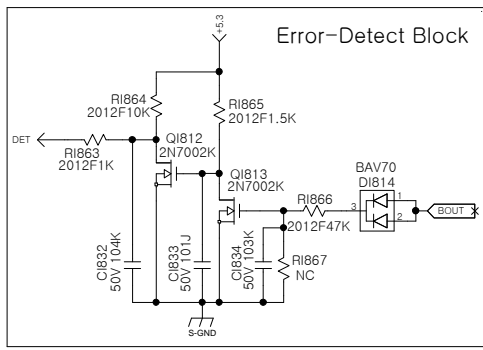 +5.3
Error-Detect Block
RI864
2012F10K
RI865
2012F1.5K
DET
RI863
2012F1K
QI812
2N7002K
QI813
2N7002K
BAV70
DI814
RI866
2012F47K
3
1
2
BOUT
CI832
50V 104K
CI833
50V 101J
CI834
50V 103K
RI867
NC
S-GND